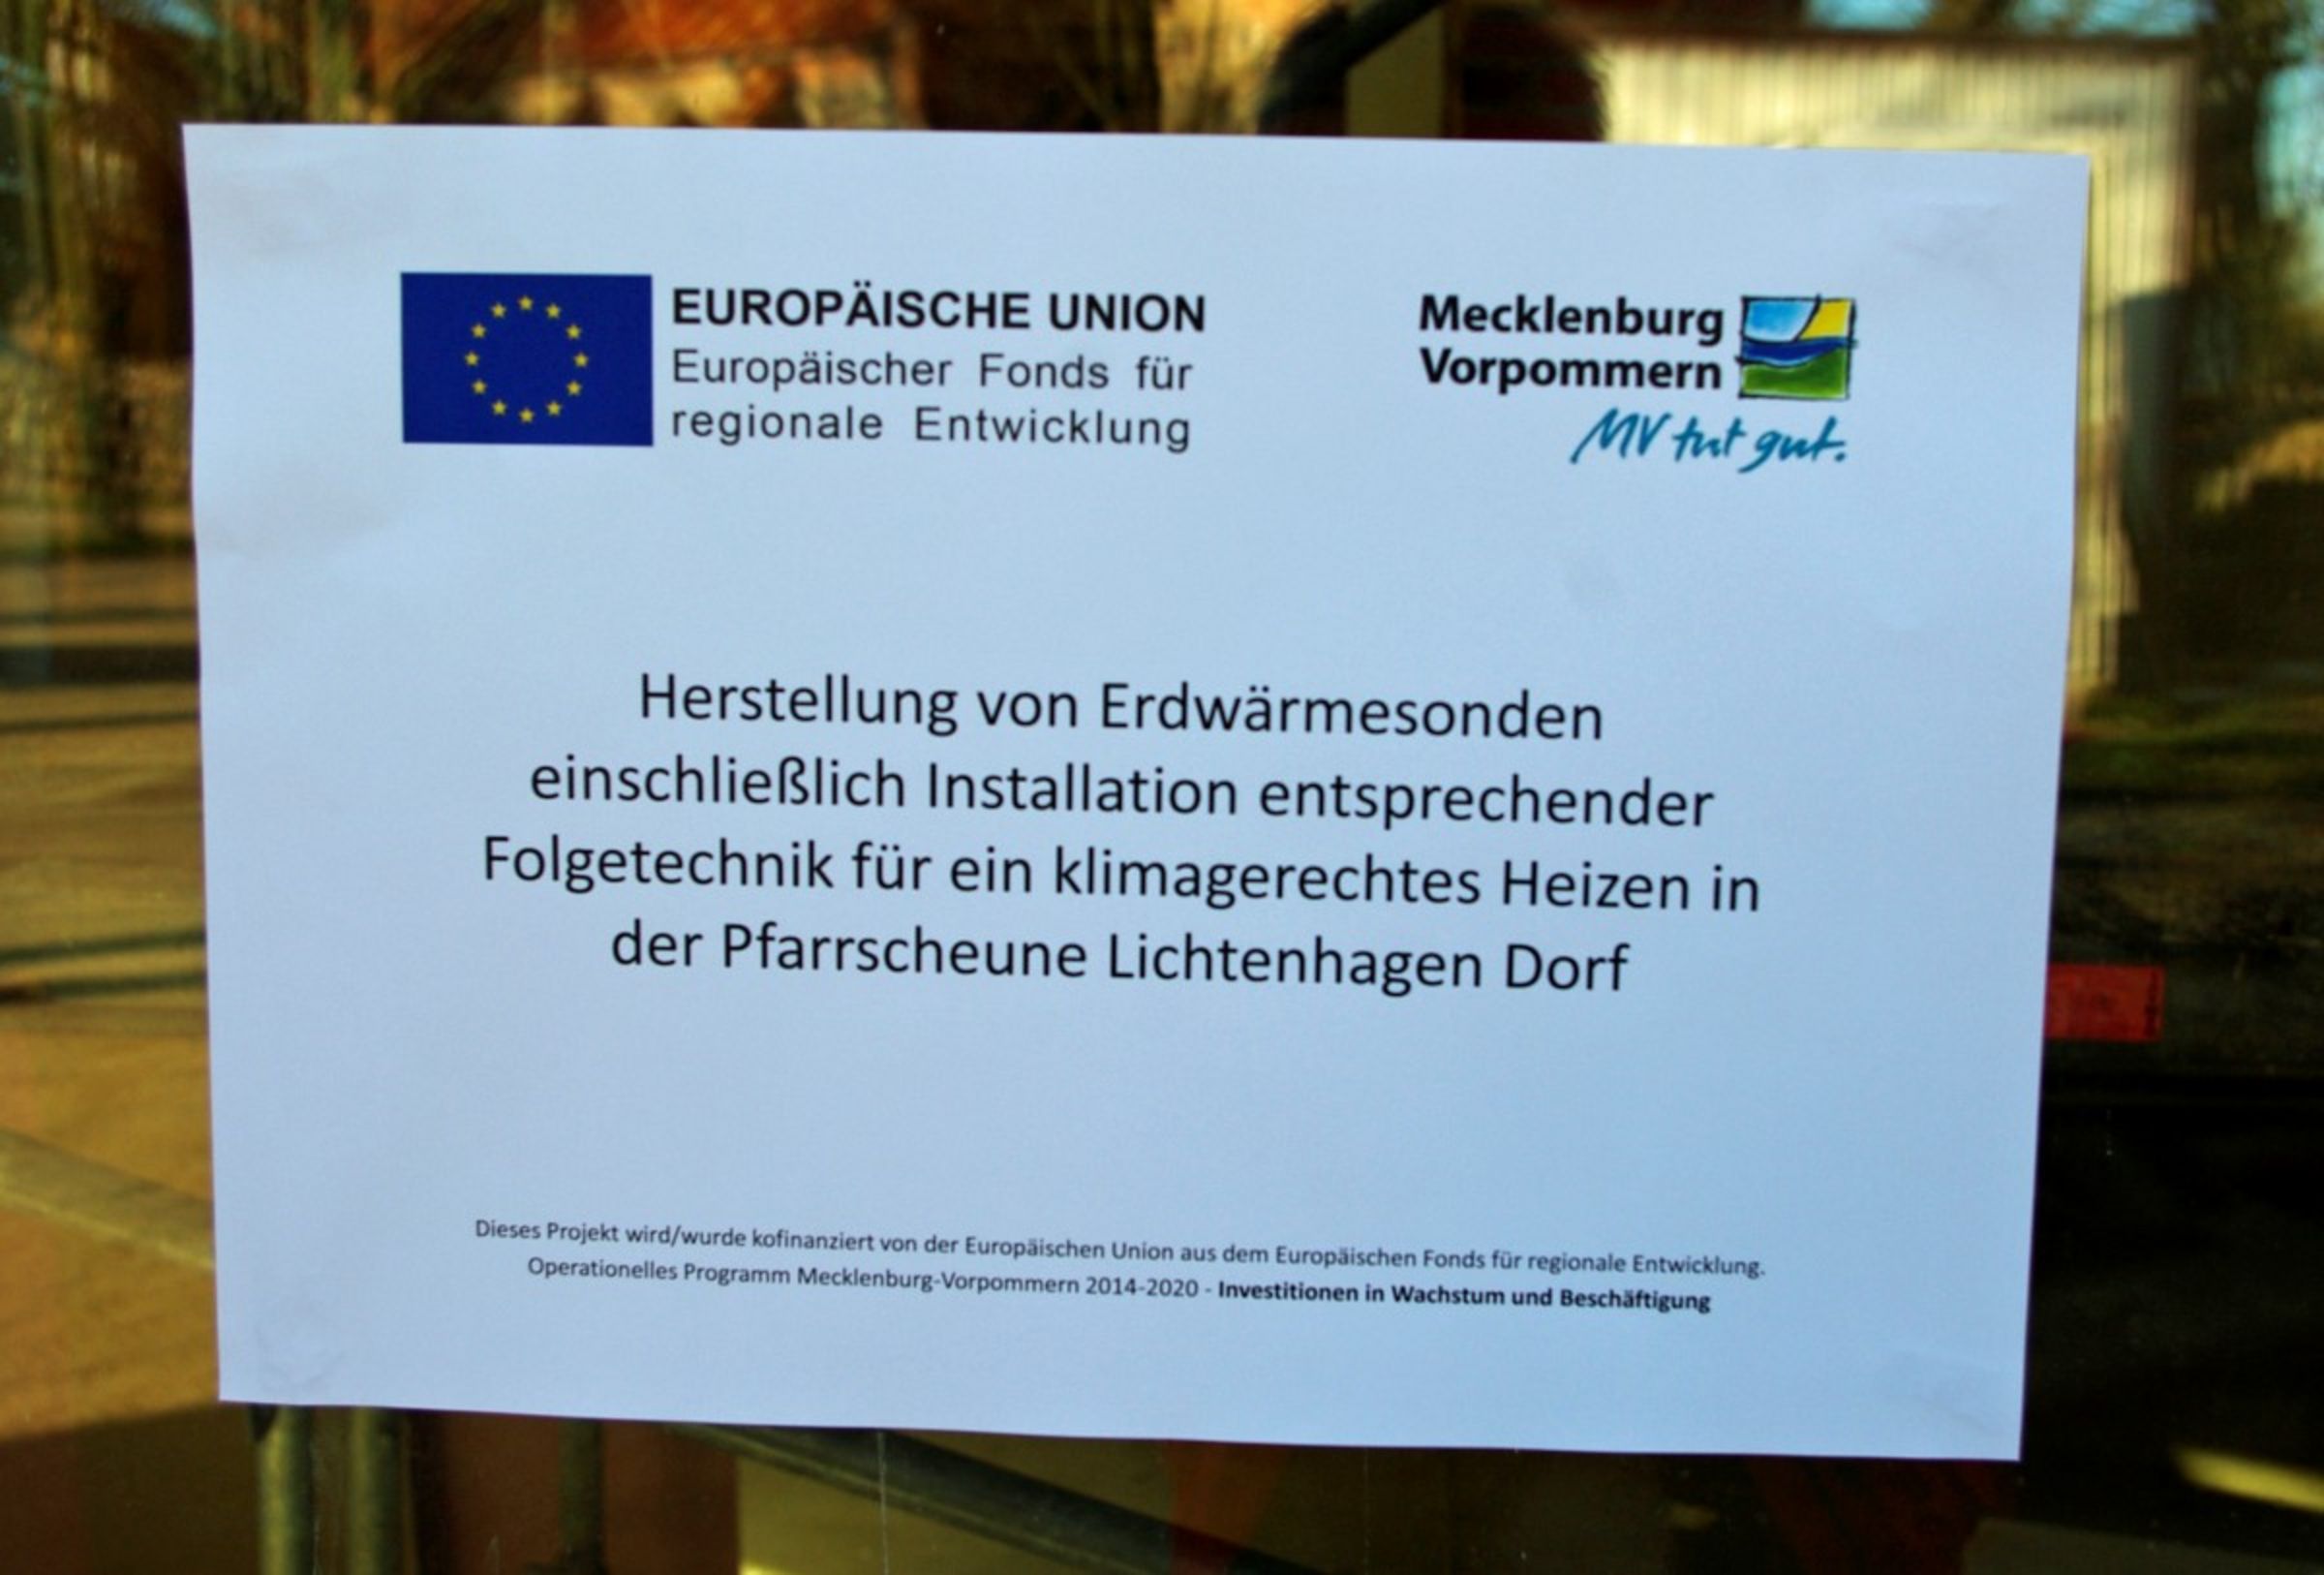 EUROPÄISCHE UNION
Europäischer Fonds für
regionale Entwicklung
Mecklenburg
Vorpommern
MV tut gut.
Herstellung von Erdwärmesonden
einschließlich Installation entsprechender
Folgetechnik für ein klimagerechtes Heizen in
der Pfarrscheune Lichtenhagen Dorf
Dieses Projekt wird/wurde kofinanziert von der Europäischen Union aus dem Europäischen Fonds für regionale Entwicklung.
Operationelles Programm Mecklenburg-Vorpommern 2014-2020 - Investitionen in Wachstum und Beschäftigung